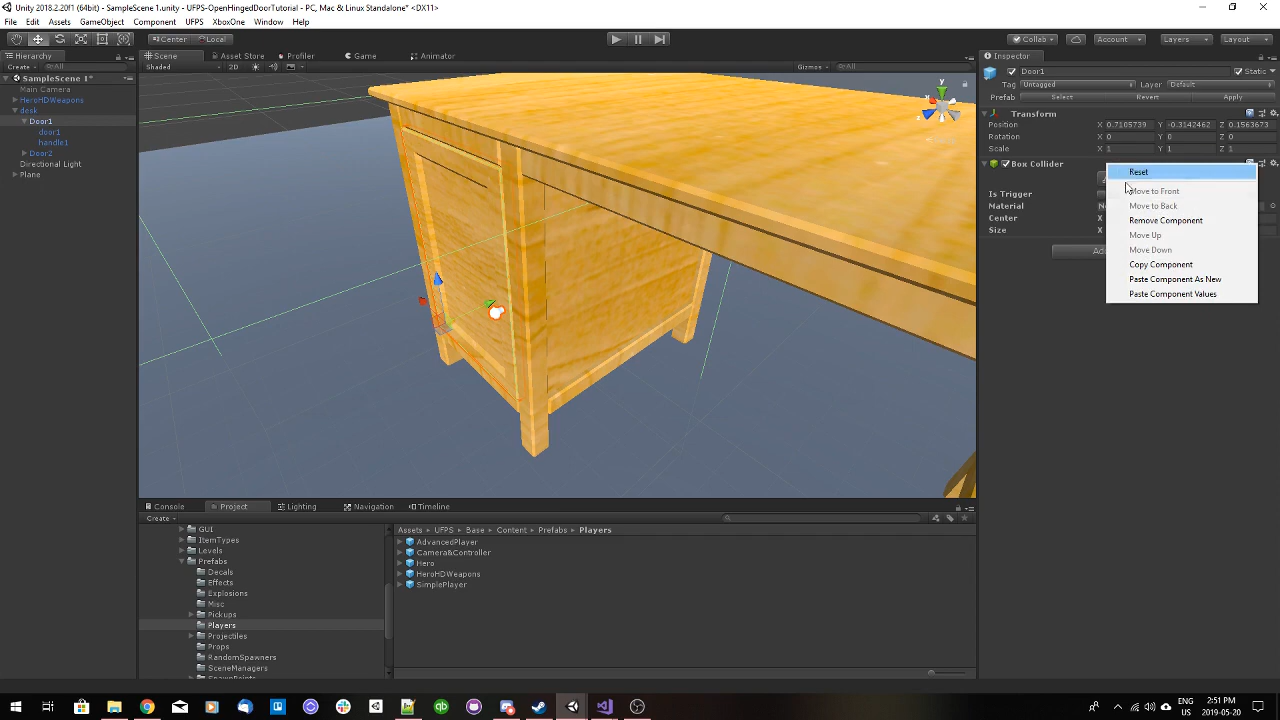 Unity 2018.2.20f1 (64bit) - SampleScene 1.unity - UFPS-OpenHingedDoorTutorial - PC, Mac & Linux Standalone* <DX11>
File Edit Assets GameObject Component UFPS XboxOne Window Help
Center Local Collab Account Layers Layout
Hierarchy Scene Asset Store Profiler Game Animator Inspector
Create All Shaded 2D Gizmos All
Door1 Static
SampleScene 1*
Main Camera
HeroHDWeapons
desk
Door1
door1
handle1
Door2
Directional Light
Plane
y
x
z
Tag Untagged Layer Default
Prefab Select Revert Apply
Transform
Position X 0.7105739 Y -0.3142462 Z 0.1563673
Rotation X 0 Y 0 Z 0
Scale X 1 Y 1 Z 1
Box Collider
Is Trigger
Material
Center X
Size X
Reset
Move to Front
Move to Back
Remove Component
Move Up
Move Down
Copy Component
Paste Component As New
Paste Component Values
Console Project Lighting Navigation Timeline
Create
GUI
ItemTypes
Levels
Prefabs
Decals
Effects
Explosions
Misc
Pickups
Players
Projectiles
Props
RandomSpawners
SceneManagers
Assets UFPS Base Content Prefabs Players
AdvancedPlayer
Camera&Controller
Hero
HeroHDWeapons
SimplePlayer
ENG
US
2:51 PM
2019-05-20